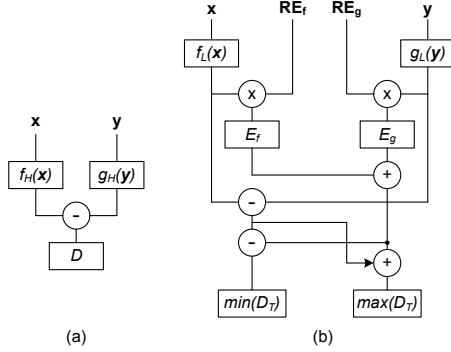 x RE_f RE_g y
f_L(x) g_L(y)
x x
E_f E_g
+
-
- +
min(D_T) max(D_T)
(b)
x y
f_H(x) g_H(y)
-
D
(a)